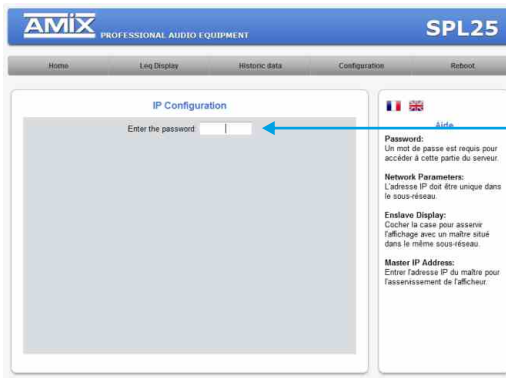 AMIX PROFESSIONAL AUDIO EQUIPMENT
SPL25
Home Leq Display Historic data Configuration Reboot
IP Configuration
Enter the password:
Aide
Password:
Un mot de passe est requis pour
accéder à cette partie du serveur.
Network Parameters:
L'adresse IP doit être unique dans
le sous-réseau.
Enslave Display:
Cocher la case pour asservir
l'affichage avec un maître situé
dans le même sous-réseau.
Master IP Address:
Entrer l'adresse IP du maître pour
l'asservissement de l'afficheur.